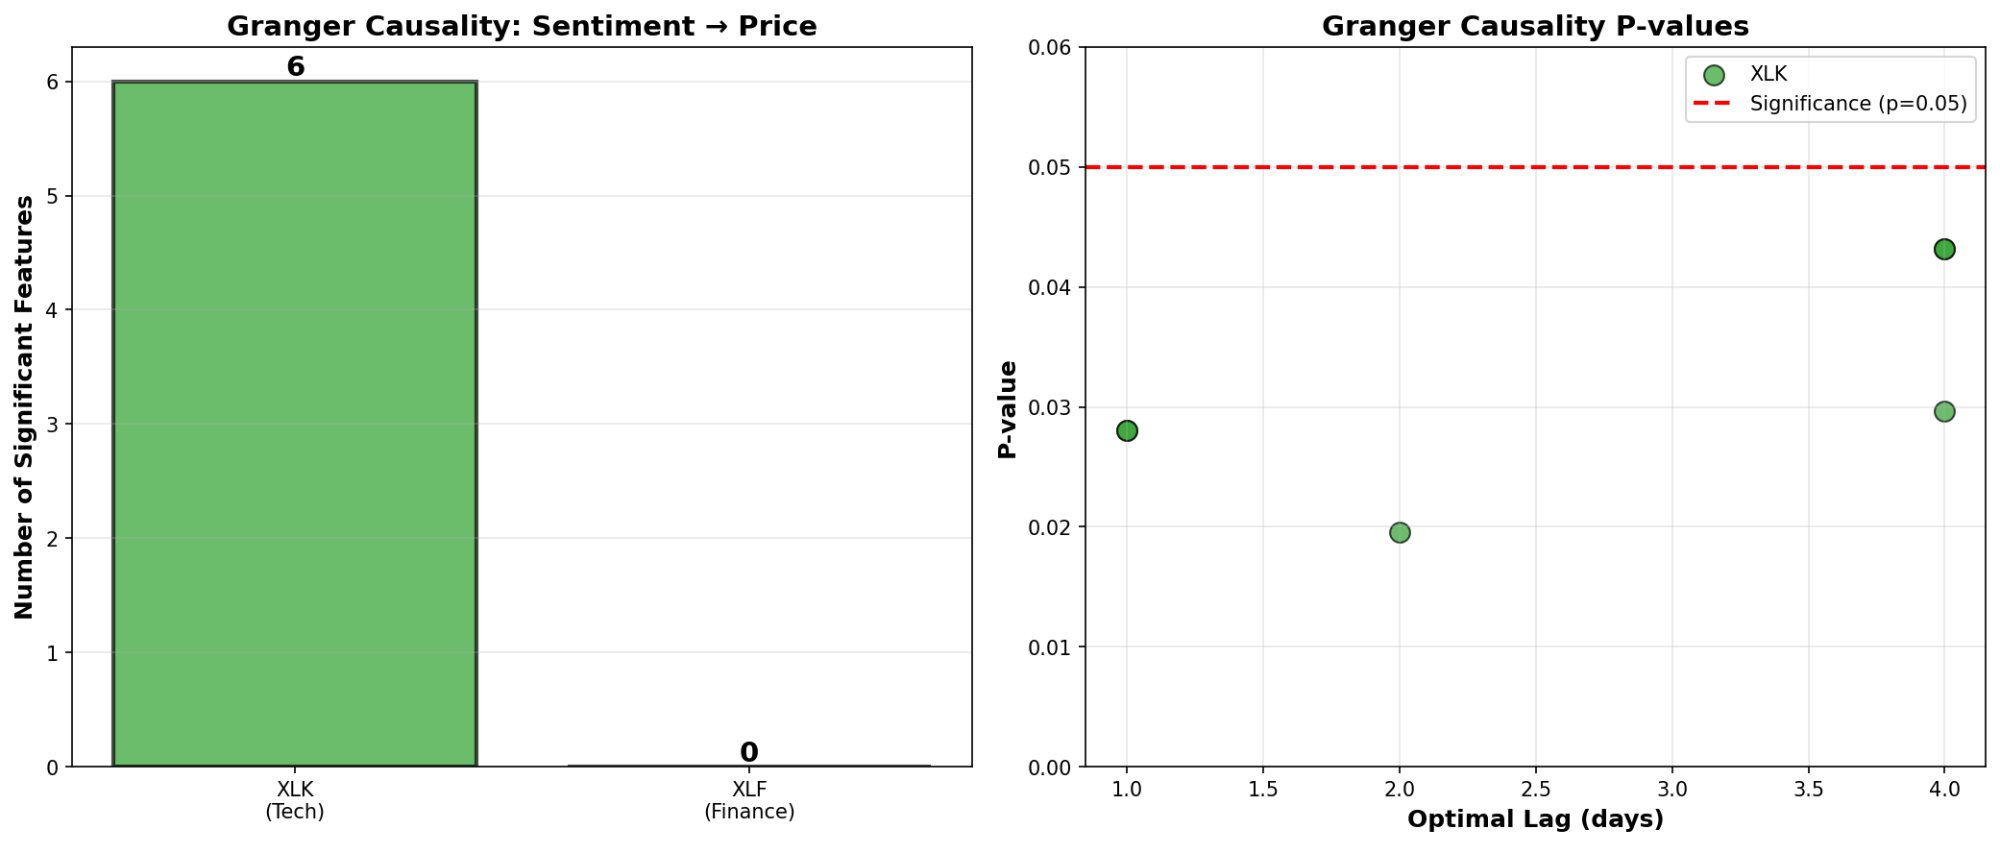 Granger Causality: Sentiment → Price
Number of Significant Features
6
5
4
3
2
1
0
6
0
XLK
(Tech)
XLF
(Finance)
Granger Causality P-values
P-value
0.06
0.05
0.04
0.03
0.02
0.01
0.00
XLK
Significance (p=0.05)
1.0
1.5
2.0
2.5
3.0
3.5
4.0
Optimal Lag (days)